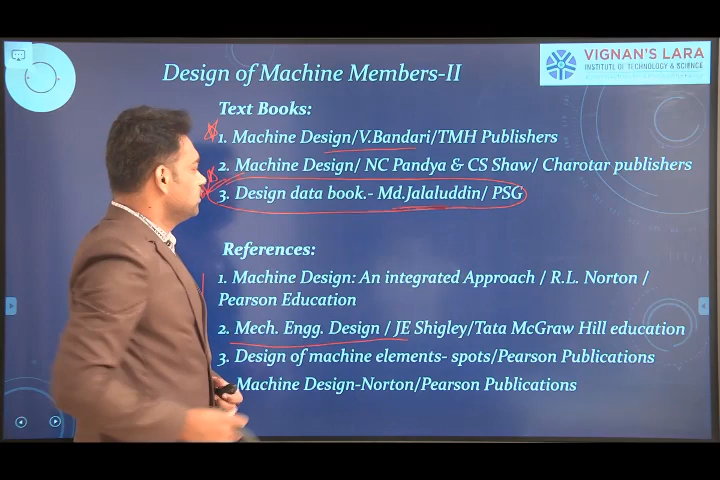 VIGNAN'S LARA
INSTITUTE OF TECHNOLOGY & SCIENCE
Design of Machine Members-II
Text Books:
1. Machine Design/V.Bandari/TMH Publishers
2. Machine Design/ NC Pandya & CS Shaw/ Charotar publishers
3. Design data book.- Md.Jalaluddin/ PSG
References:
1. Machine Design: An integrated Approach / R.L. Norton /
Pearson Education
2. Mech. Engg. Design / JE Shigley/Tata McGraw Hill education
3. Design of machine elements- spots/Pearson Publications
Machine Design-Norton/Pearson Publications